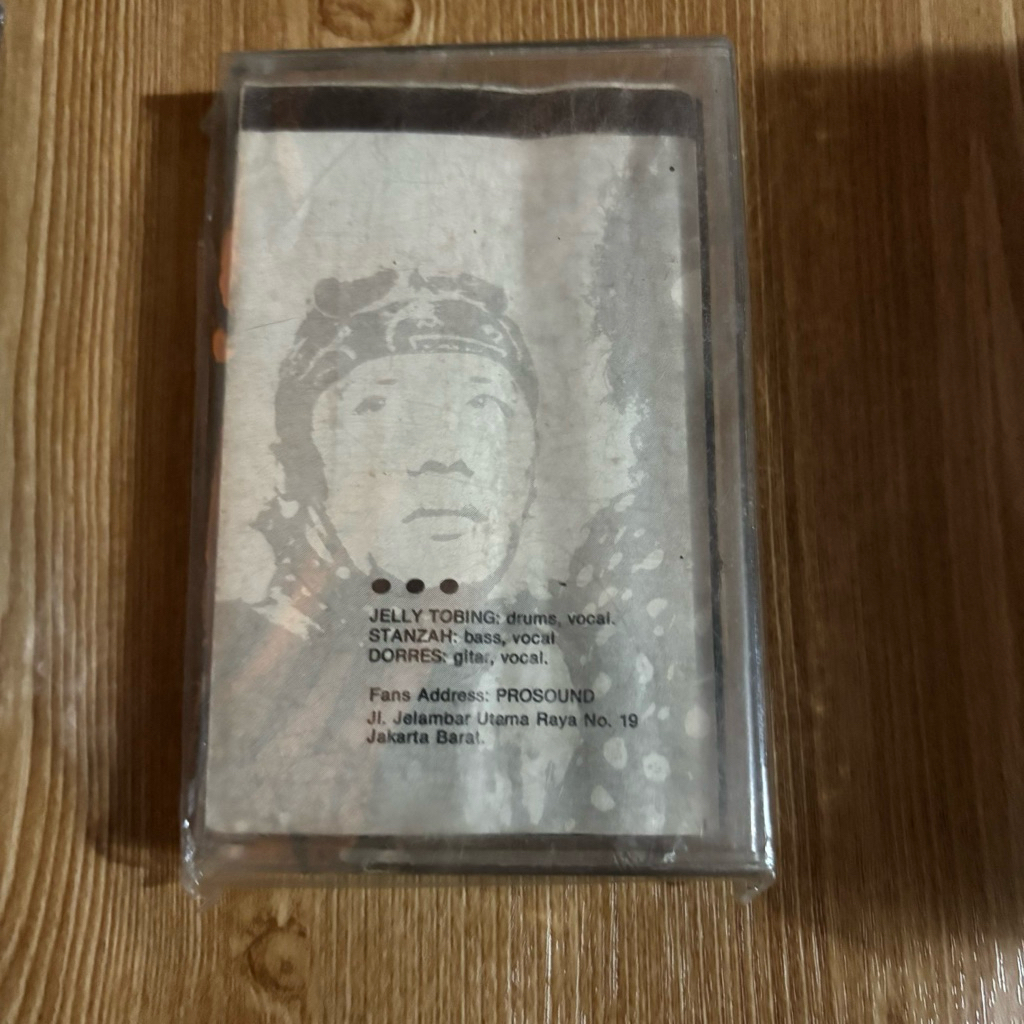 JELLY TOBING: drums, vocal.
STANZAH: bass, vocal
DORRES: gitar, vocal.
Fans Address: PROSOUND
Jl. Jelambar Utama Raya No. 19
Jakarta Barat.